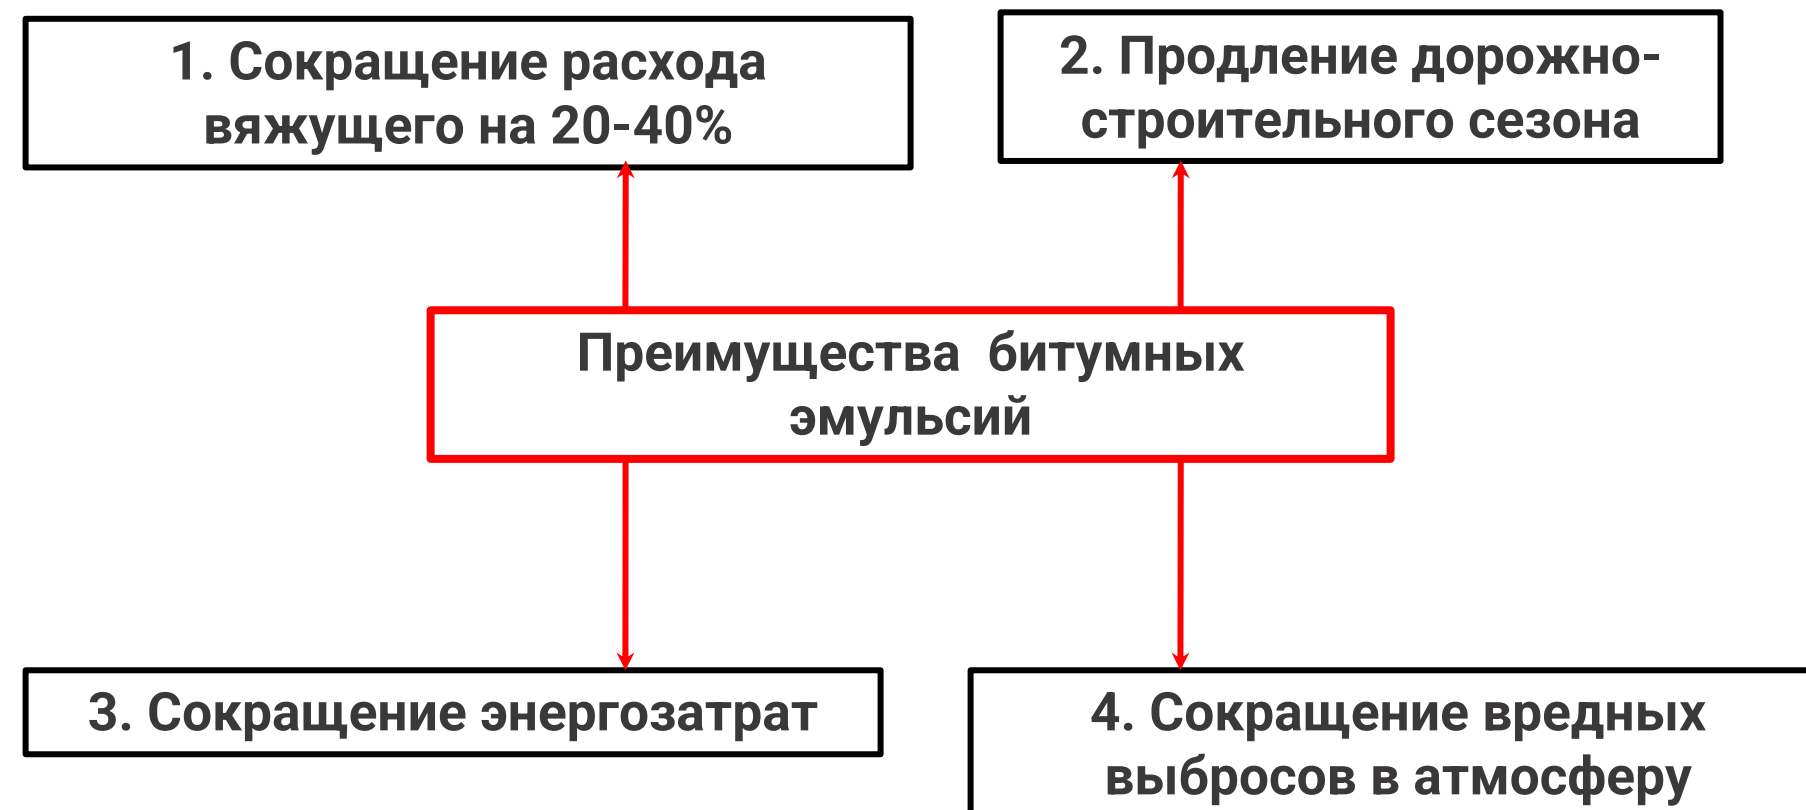 1. Сокращение расхода
вяжущего на 20-40%
2. Продление дорожно-
строительного сезона
Преимущества битумных
эмульсий
3. Сокращение энергозатрат
4. Сокращение вредных
выбросов в атмосферу